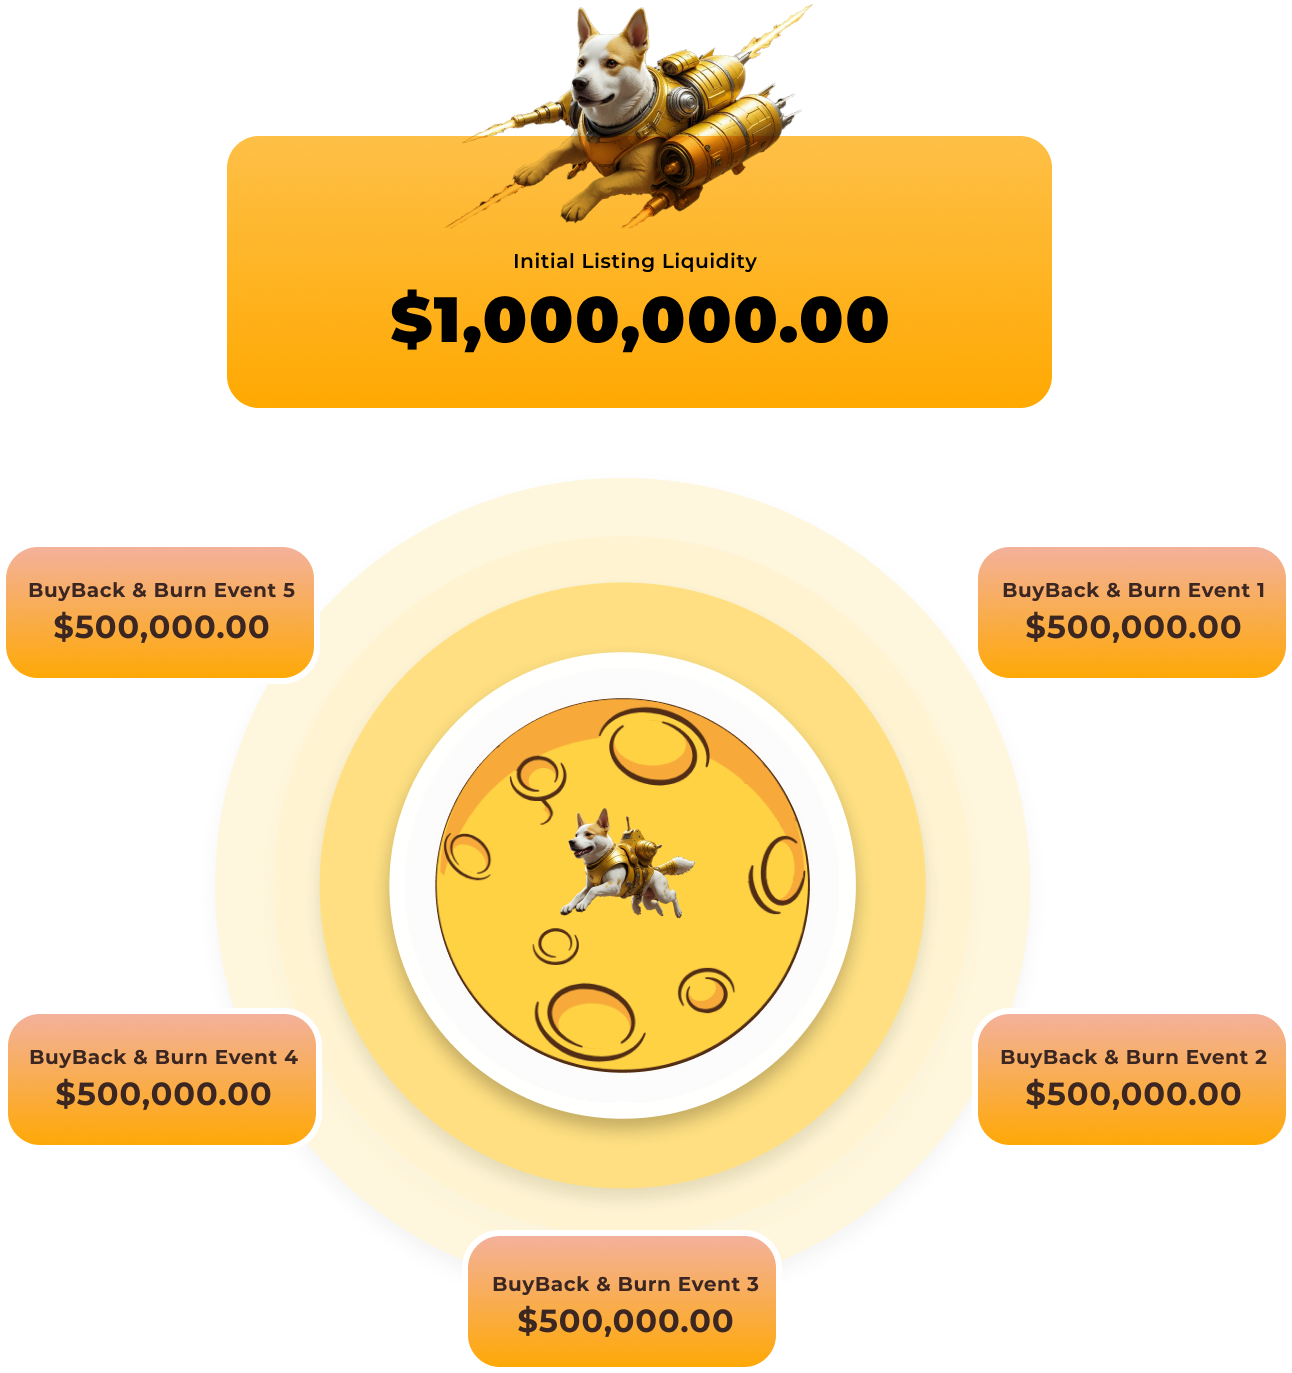 Initial Listing Liquidity
$1,000,000.00
BuyBack & Burn Event 5
$500,000.00
BuyBack & Burn Event 1
$500,000.00
BuyBack & Burn Event 4
$500,000.00
BuyBack & Burn Event 2
$500,000.00
BuyBack & Burn Event 3
$500,000.00